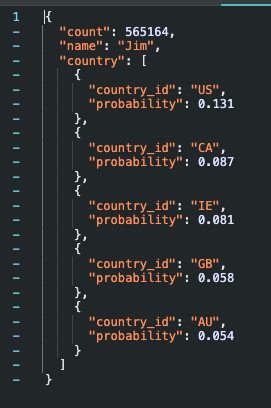 1 {
"count": 565164,
"name": "Jim",
"country": [
{
"country_id": "US",
"probability": 0.131
},
{
"country_id": "CA",
"probability": 0.087
},
{
"country_id": "IE",
"probability": 0.081
},
{
"country_id": "GB",
"probability": 0.058
},
{
"country_id": "AU",
"probability": 0.054
}
]
}